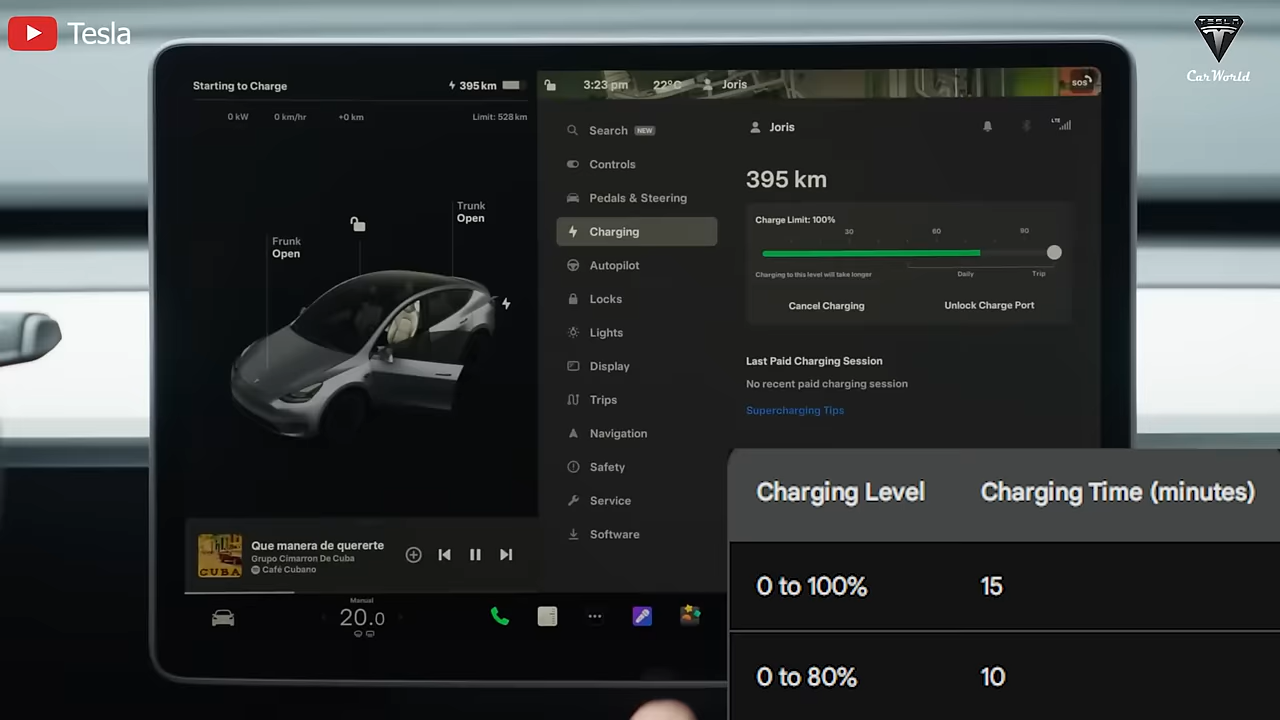 Tesla
TESLA
Car World
Starting to Charge
395 km
3:23 pm
22°C
Joris
SOS
0 kW
0 km/hr
+0 km
Limit: 528 km
Trunk
Open
Frunk
Open
Search NEW
Controls
Pedals & Steering
Charging
Autopilot
Locks
Lights
Display
Trips
Navigation
Safety
Service
Software
Joris
LTE
395 km
Charge Limit: 100%
30
60
90
Charging to this level will take longer
Daily
Trip
Cancel Charging
Unlock Charge Port
Last Paid Charging Session
No recent paid charging session
Supercharging Tips
CUBA
Que manera de quererte
Grupo Cimarron De Cuba
Café Cubano
Manual
20.0
Charging Level
Charging Time (minutes)
0 to 100%
15
0 to 80%
10